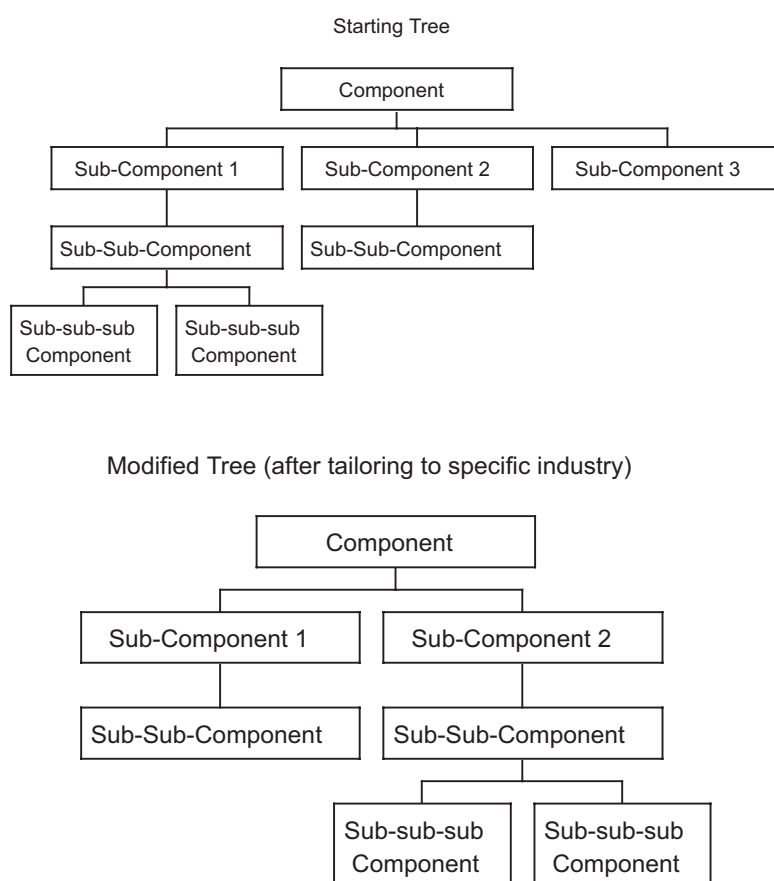 Starting Tree
Component
Sub-Component 1
Sub-Component 2
Sub-Component 3
Sub-Sub-Component
Sub-Sub-Component
Sub-sub-sub
Component
Sub-sub-sub
Component
Modified Tree (after tailoring to specific industry)
Component
Sub-Component 1
Sub-Component 2
Sub-Sub-Component
Sub-Sub-Component
Sub-sub-sub
Component
Sub-sub-sub
Component